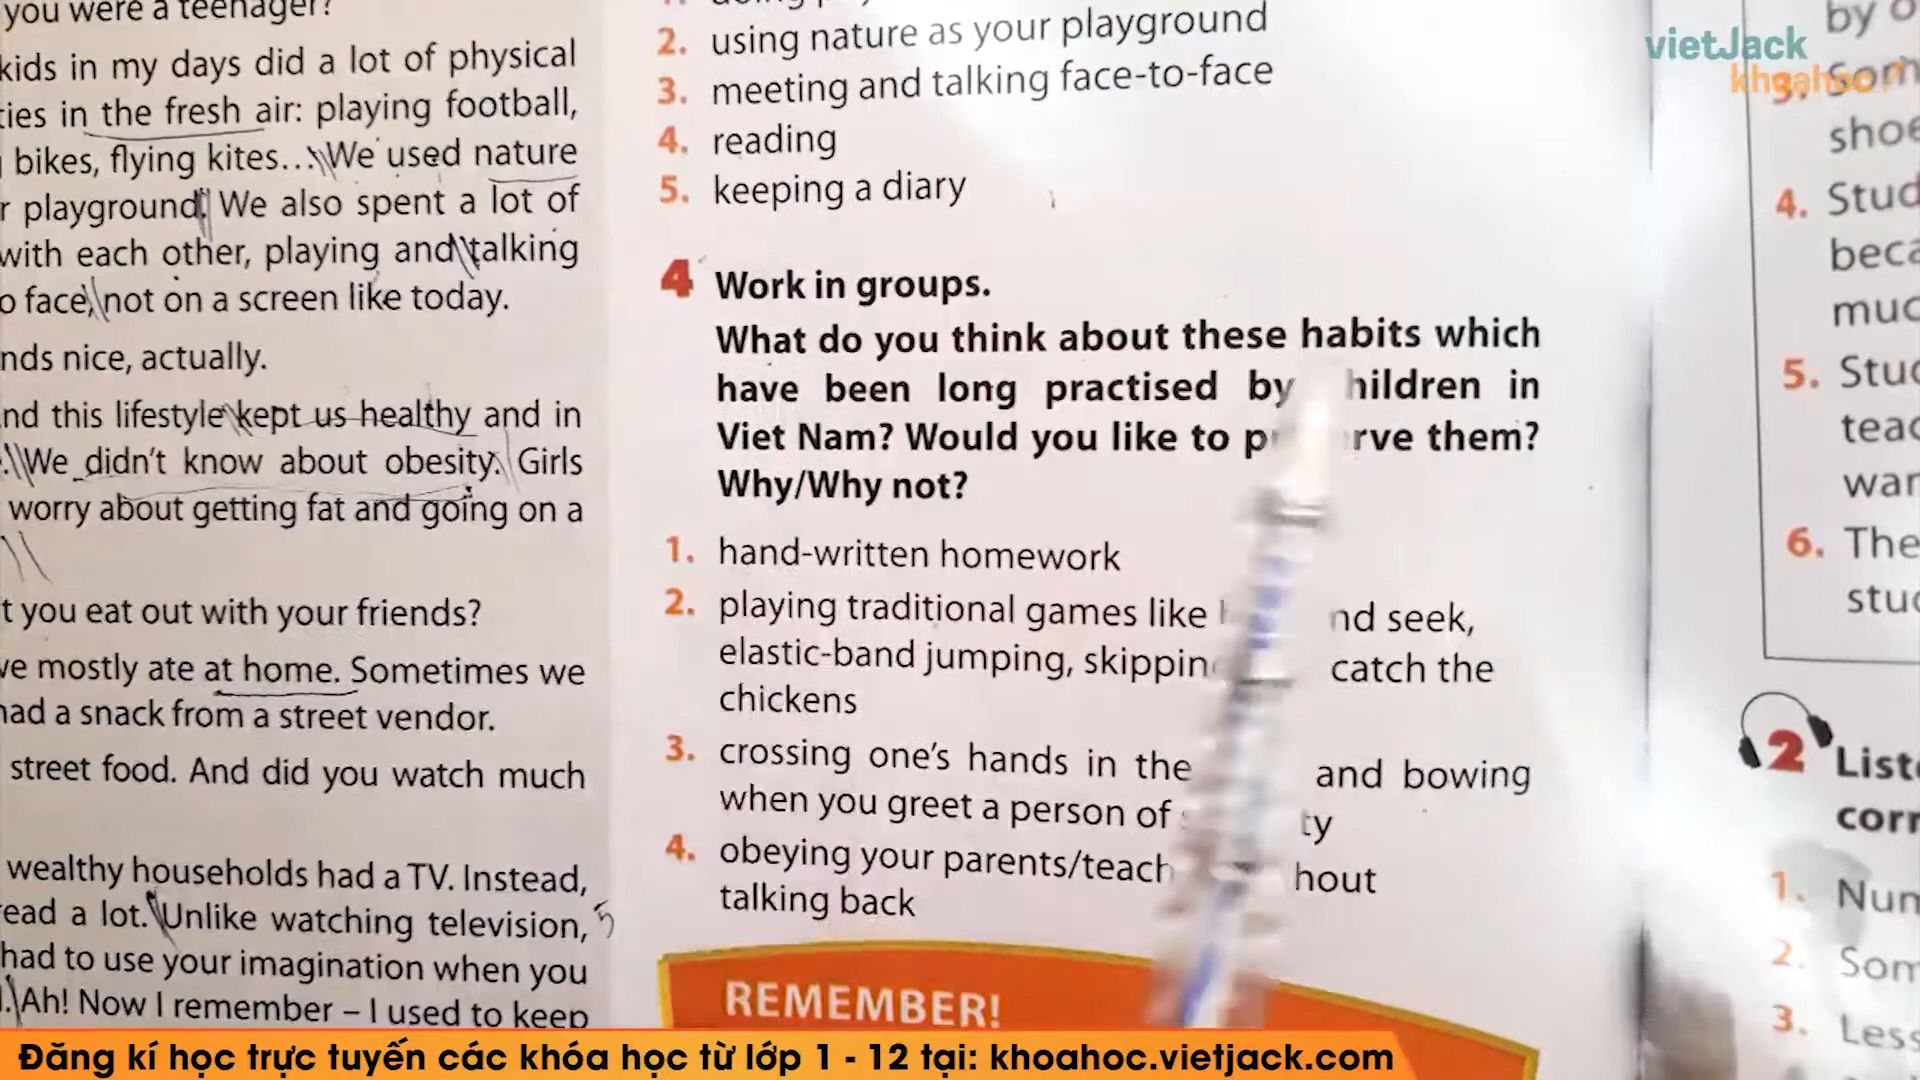 you were a teenager?
kids in my days did a lot of physical
ties in the fresh air: playing football,
bikes, flying kites... We used nature
r playground. We also spent a lot of
with each other, playing and talking
o face, not on a screen like today.
nds nice, actually.
nd this lifestyle kept us healthy and in
We didn't know about obesity. Girls
worry about getting fat and going on a
t you eat out with your friends?
ve mostly ate at home. Sometimes we
had a snack from a street vendor.
street food. And did you watch much
wealthy households had a TV. Instead,
ead a lot. Unlike watching television, 5
had to use your imagination when you
. Ah! Now I remember – I used to keep
2. using nature as your playground
3. meeting and talking face-to-face
4. reading
5. keeping a diary
4 Work in groups.
What do you think about these habits which
have been long practised by hildren in
Viet Nam? Would you like to p rve them?
Why/Why not?
1. hand-written homework
2. playing traditional games like nd seek,
elastic-band jumping, skippin catch the
chickens
3. crossing one's hands in the and bowing
when you greet a person of ty
4. obeying your parents/teach hout
talking back
REMEMBER!
vietJack
khoahoc
by
3. Som
shoe
4. Stud
beca
muc
5. Stud
teac
wan
6. The
stud
2 Liste
corr
1. Num
2. Som
3. Less
Đăng kí học trực tuyến các khóa học từ lớp 1 - 12 tại: khoahoc.vietjack.com